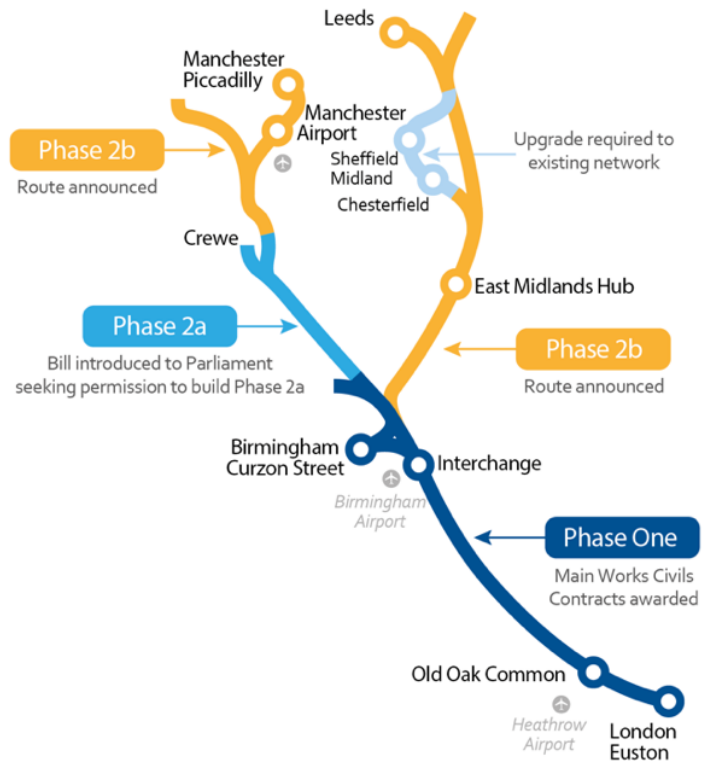 Leeds
Manchester
Piccadilly
Manchester
Airport
Phase 2b
Route announced
Upgrade required to
existing network
Sheffield
Midland
Chesterfield
Crewe
East Midlands Hub
Phase 2a
Bill introduced to Parliament
seeking permission to build Phase 2a
Phase 2b
Route announced
Birmingham
Curzon Street
Interchange
Birmingham
Airport
Phase One
Main Works Civils
Contracts awarded
Old Oak Common
Heathrow
Airport
London
Euston